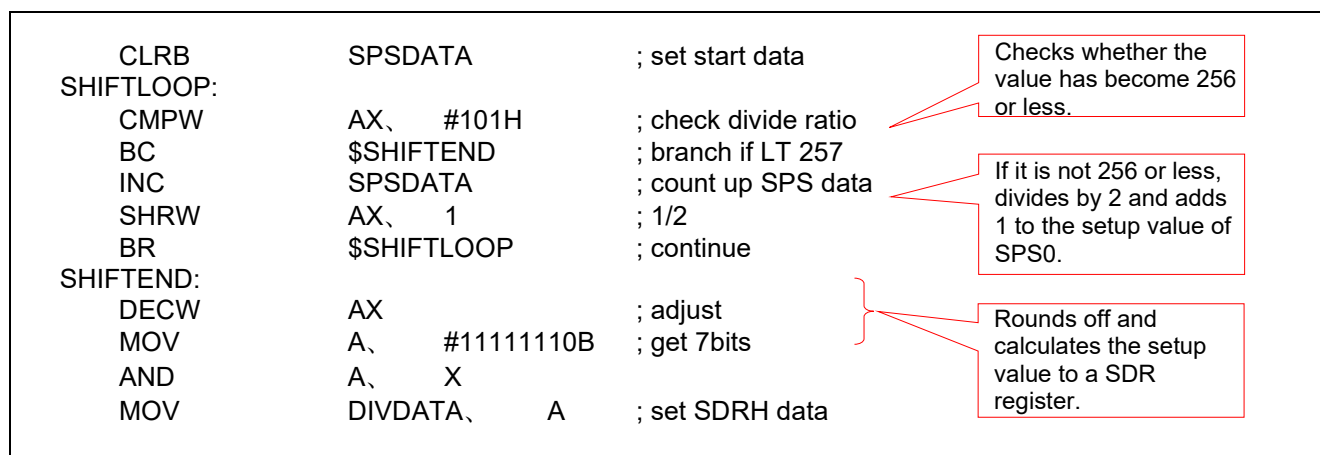 CLRB SPSDATA ; set start data
SHIFTLOOP:
CMPW AX、 #101H ; check divide ratio
BC $SHIFTEND ; branch if LT 257
INC SPSDATA ; count up SPS data
SHRW AX、 1 ; 1/2
BR $SHIFTLOOP ; continue
SHIFTEND:
DECW AX ; adjust
MOV A、 #11111110B ; get 7bits
AND A、 X
MOV DIVDATA、 A ; set SDRH data
Checks whether the
value has become 256
or less.
If it is not 256 or less,
divides by 2 and adds
1 to the setup value of
SPS0.
Rounds off and
calculates the setup
value to a SDR
register.